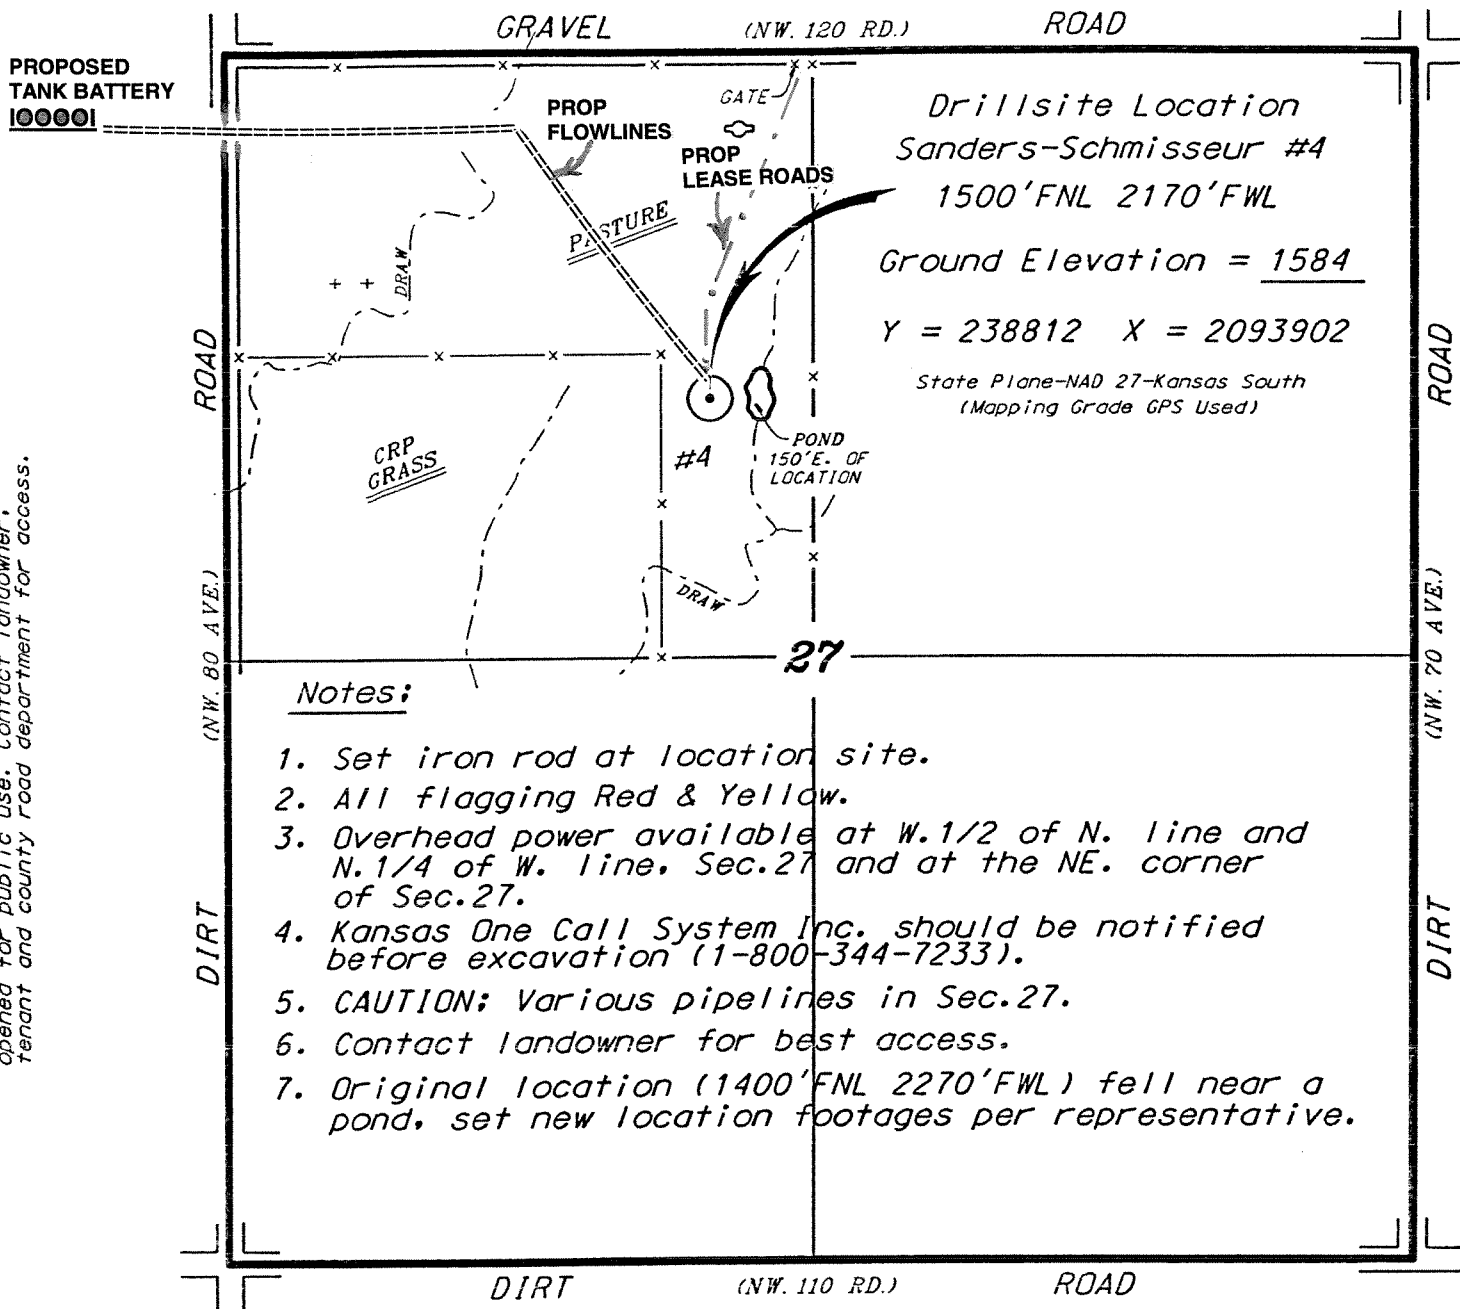 GRAVEL (NW. 120 RD.) ROAD
PROPOSED
TANK BATTERY
PROP
FLOWLINES
GATE
PROP
LEASE ROADS
Drillsite Location
Sanders-Schmisseur #4
1500'FNL 2170'FWL
Ground Elevation = 1584
Y = 238812 X = 2093902
State Plane-NAD 27-Kansas South
(Mapping Grade GPS Used)
PASTURE
DRAW
CRP
GRASS
#4
POND
150'E. OF
LOCATION
DRAW
27
ROAD
(NW. 80 AVE.)
DIRT
ROAD
(NW. 70 AVE.)
DIRT
opened for public use. Contact landowner,
tenant and county road department for access.
Notes:
1. Set iron rod at location site.
2. All flagging Red & Yellow.
3. Overhead power available at W.1/2 of N. line and
N.1/4 of W. line, Sec.27 and at the NE. corner
of Sec.27.
4. Kansas One Call System Inc. should be notified
before excavation (1-800-344-7233).
5. CAUTION: Various pipelines in Sec.27.
6. Contact landowner for best access.
7. Original location (1400'FNL 2270'FWL) fell near a
pond, set new location footages per representative.
DIRT (NW. 110 RD.) ROAD